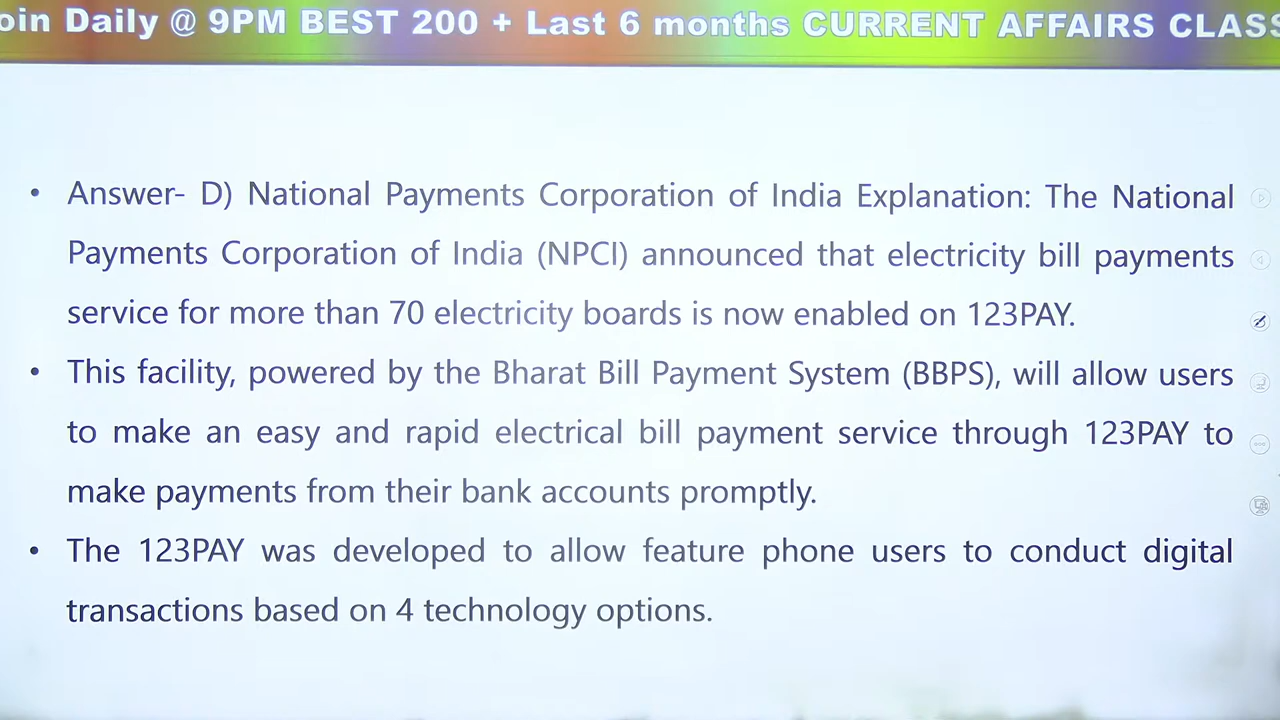 oin Daily @ 9PM BEST 200 + Last 6 months CURRENT AFFAIRS CLASS
• Answer- D) National Payments Corporation of India Explanation: The National
Payments Corporation of India (NPCI) announced that electricity bill payments
service for more than 70 electricity boards is now enabled on 123PAY.
• This facility, powered by the Bharat Bill Payment System (BBPS), will allow users
to make an easy and rapid electrical bill payment service through 123PAY to
make payments from their bank accounts promptly.
• The 123PAY was developed to allow feature phone users to conduct digital
transactions based on 4 technology options.